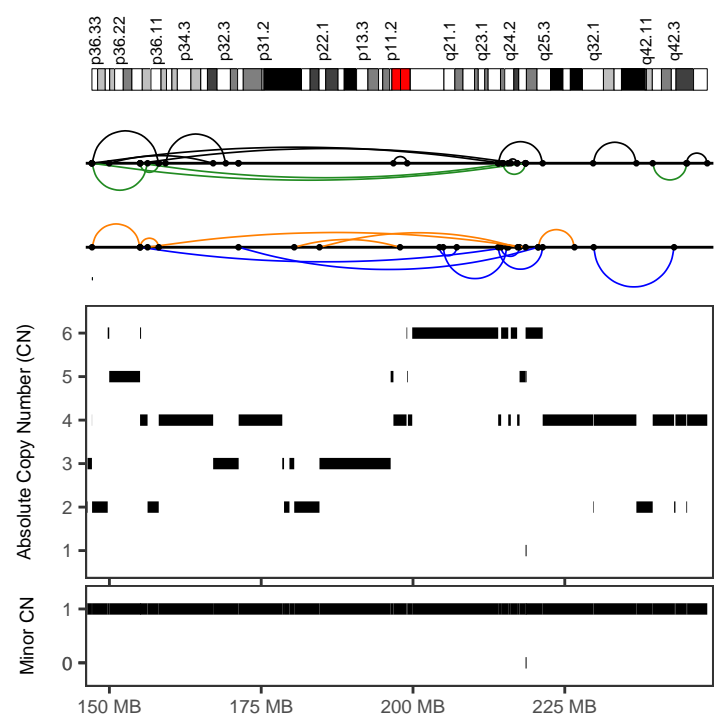 p36.33
p36.22
p36.11
p34.3
p32.3
p31.2
p22.1
p13.3
p11.2
q21.1
q23.1
q24.2
q25.3
q32.1
q42.11
q42.3
Absolute Copy Number (CN)
6
5
4
3
2
1
Minor CN
1
0
150 MB
175 MB
200 MB
225 MB